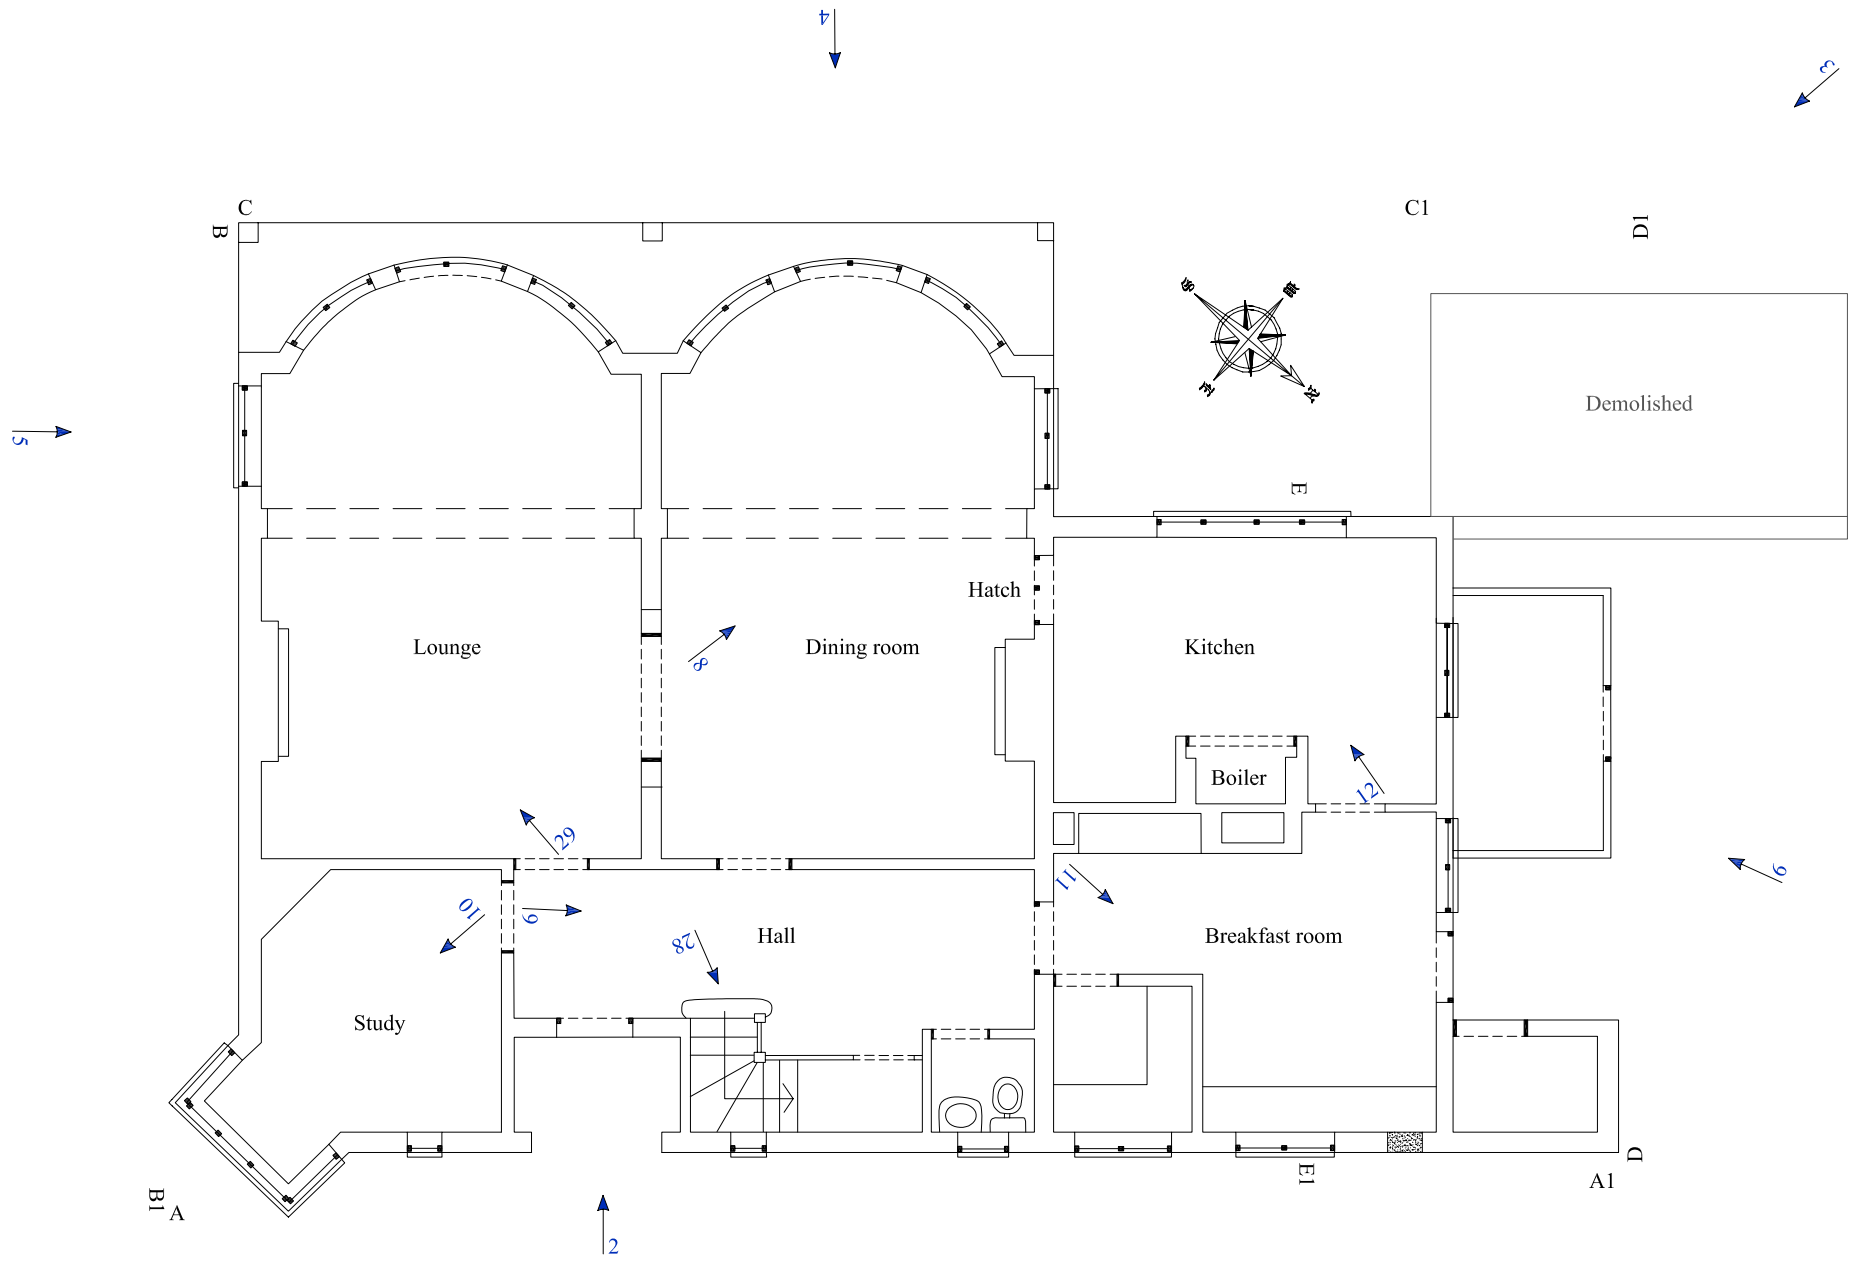 4
3
C
C1
B
D1
S
W
E
N
Demolished
5
E
Hatch
Lounge
Dining room
Kitchen
8
Boiler
12
29
6
11
10
9
28
Hall
Breakfast room
Study
D
E1
A1
B1
A
2